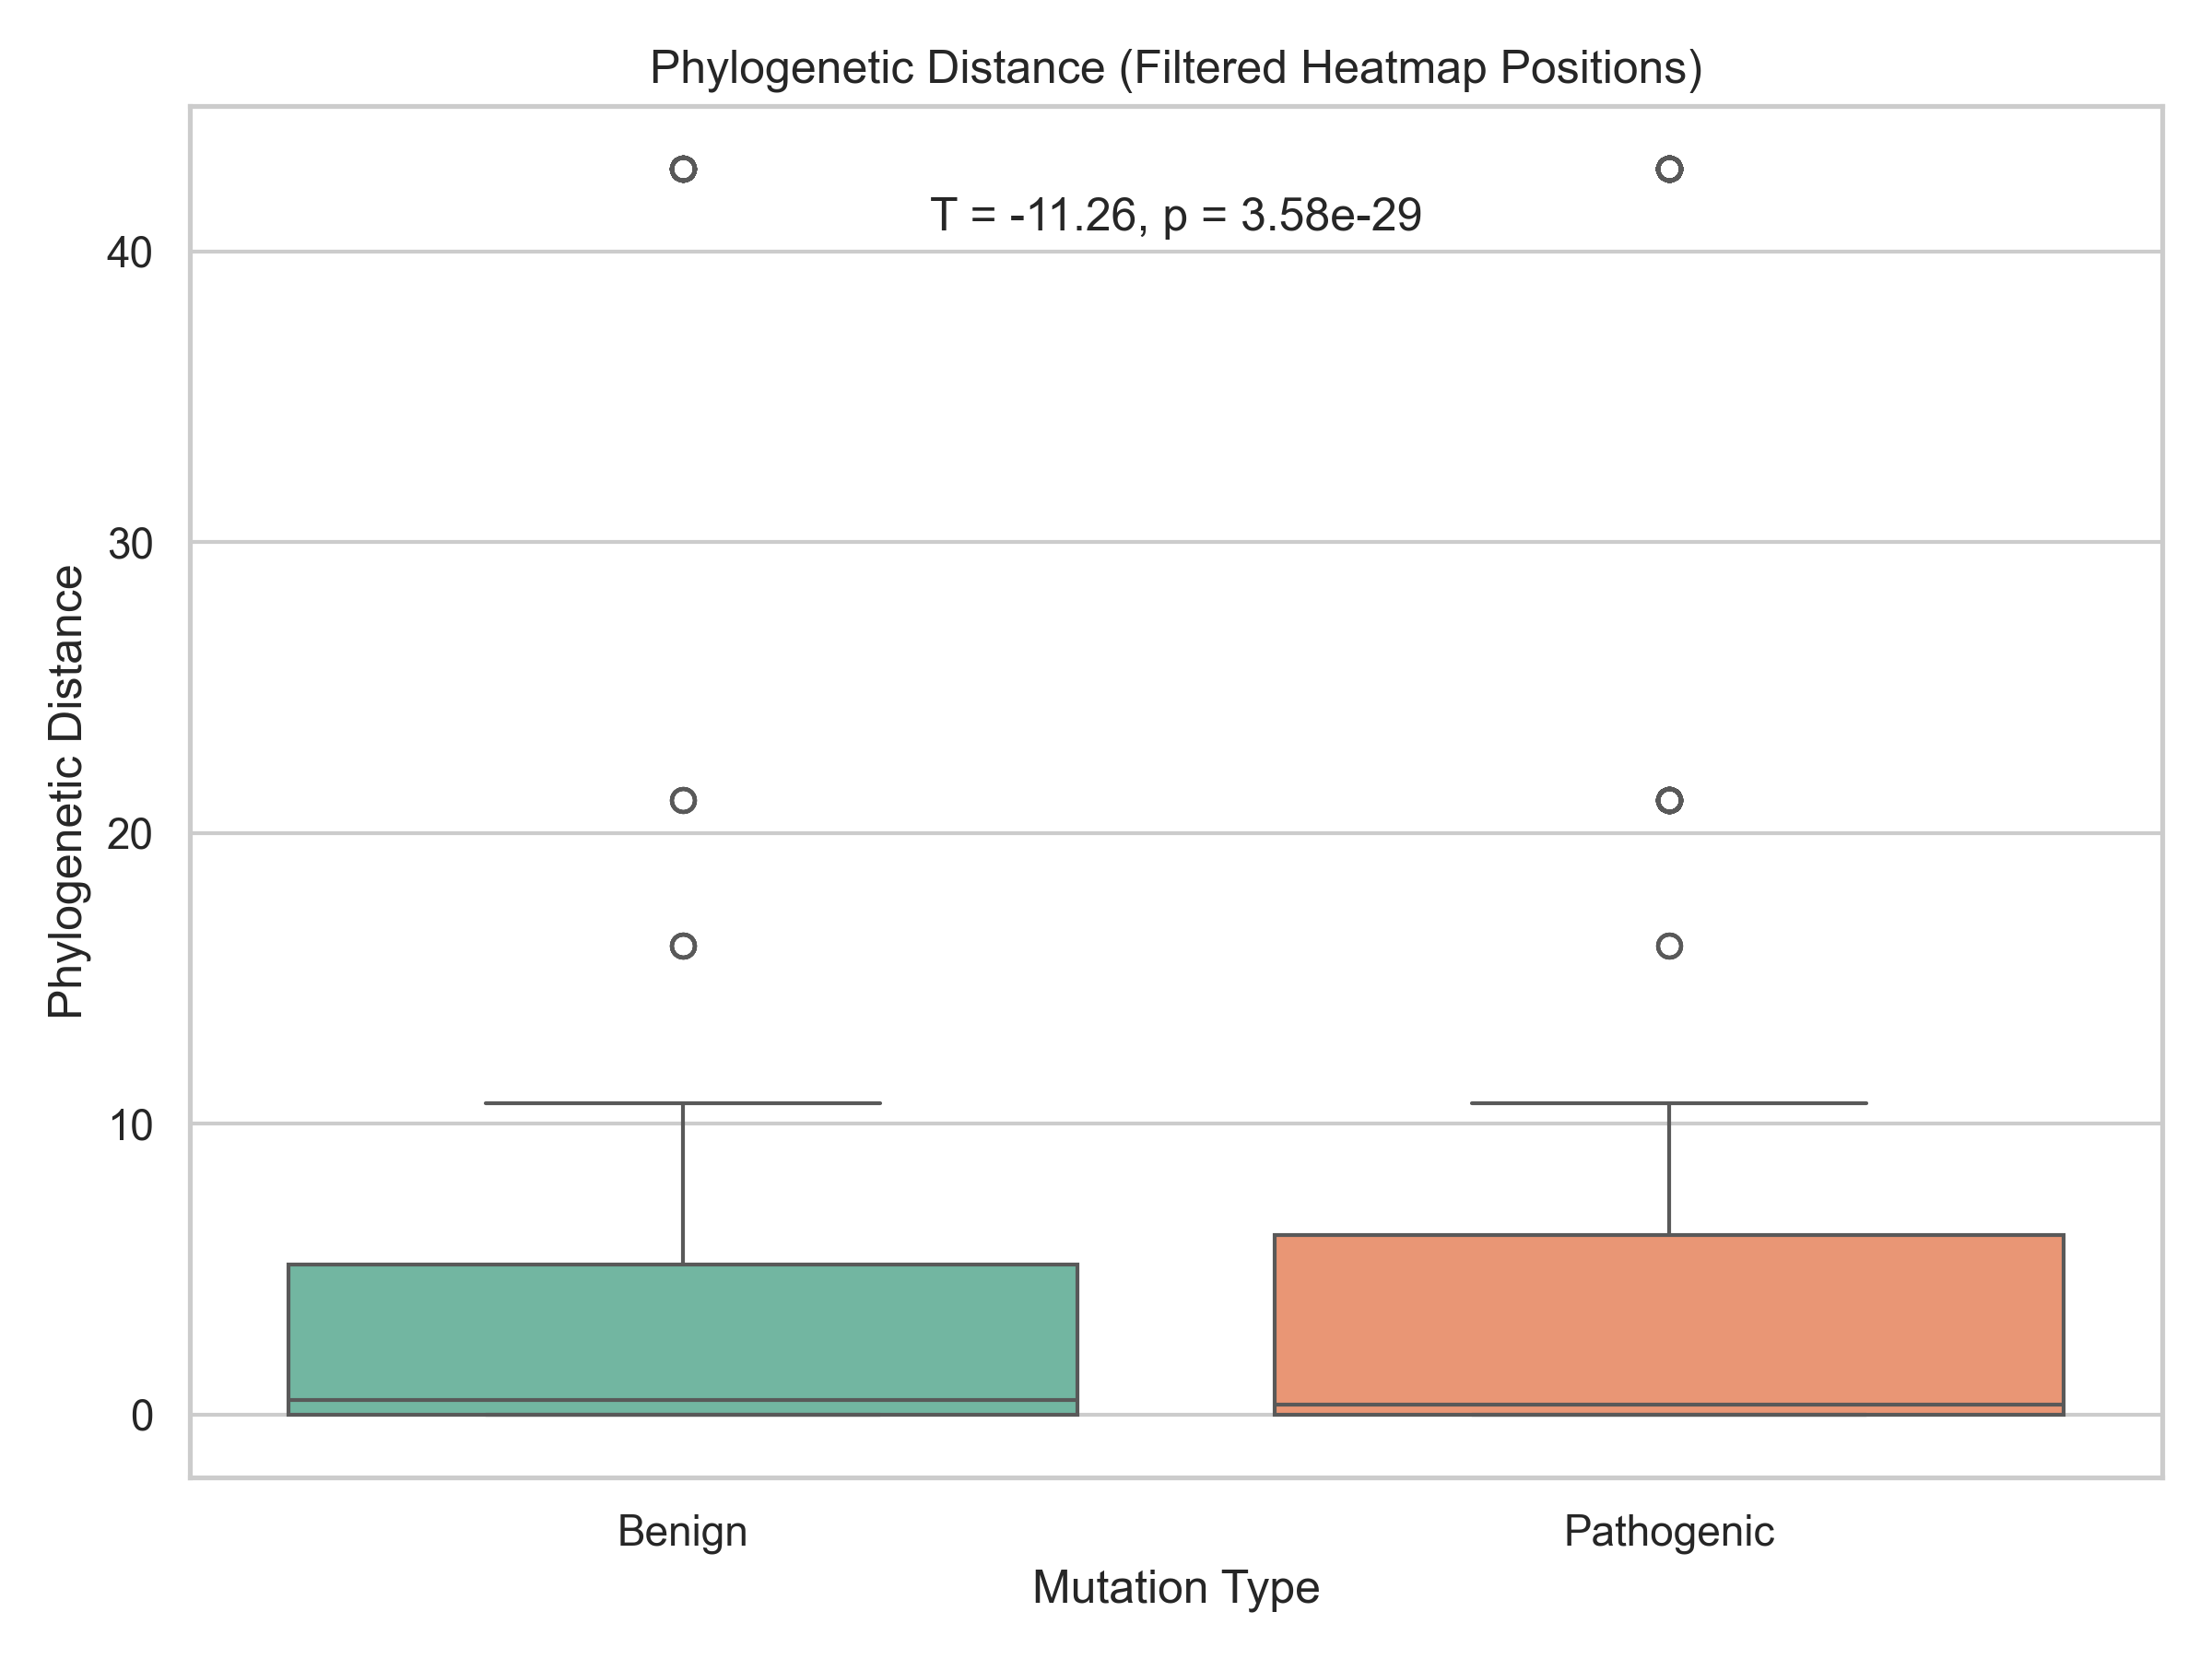 Phylogenetic Distance (Filtered Heatmap Positions)
T = -11.26, p = 3.58e-29
40
30
20
10
0
Phylogenetic Distance
Benign
Pathogenic
Mutation Type